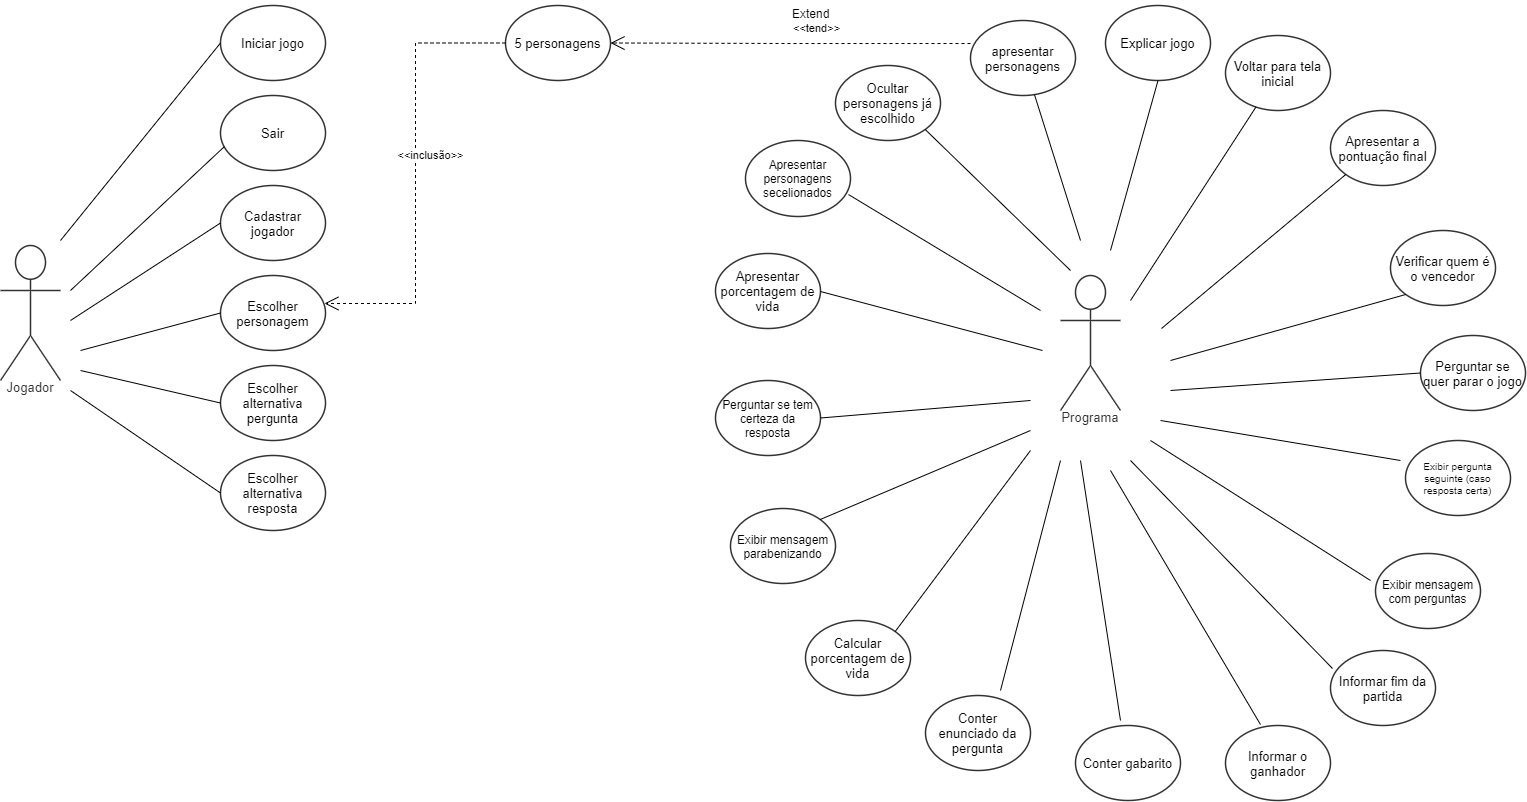 Iniciar jogo
Sair
Cadastrar
jogador
Escolher
personagem
Escolher
alternativa
pergunta
Escolher
alternativa
resposta
Jogador
<<inclusão>>
5 personagens
Extend
<<tend>>
apresentar
personagens
Explicar jogo
Voltar para tela
inicial
Apresentar a
pontuação final
Verificar quem é
o vencedor
Perguntar se
quer parar o jogo
Exibir pergunta
seguinte (caso
resposta certa)
Exibir mensagem
com perguntas
Informar fim da
partida
Informar o
ganhador
Conter gabarito
Conter
enunciado da
pergunta
Calcular
porcentagem de
vida
Exibir mensagem
parabenizando
Perguntar se tem
certeza da
resposta
Apresentar
porcentagem de
vida
Apresentar
personagens
secelionados
Ocultar
personagens já
escolhido
Programa